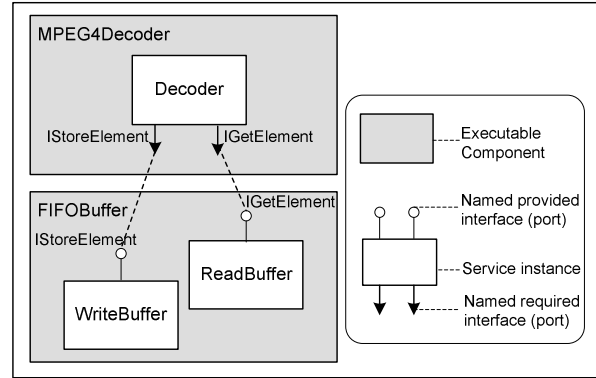 MPEG4Decoder
Decoder
IStoreElement
IGetElement
FIFOBuffer
IGetElement
IStoreElement
ReadBuffer
WriteBuffer
Executable
Component
Named provided
interface (port)
Service instance
Named required
interface (port)